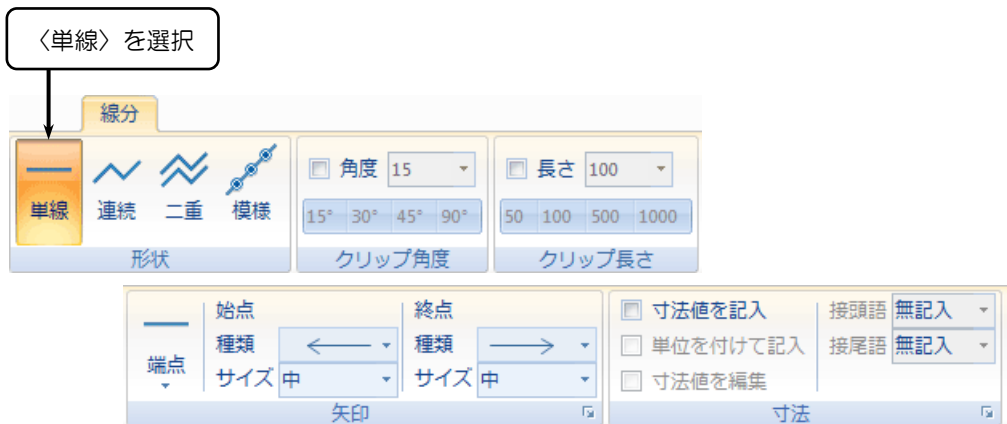 〈単線〉を選択
線分
単線 連続 二重 模様
形状
角度 15
15° 30° 45° 90°
クリップ角度
長さ 100
50 100 500 1000
クリップ長さ
端点
始点
種類
サイズ 中
終点
種類
サイズ 中
矢印
寸法値を記入
単位を付けて記入
寸法値を編集
接頭語 無記入
接尾語 無記入
寸法